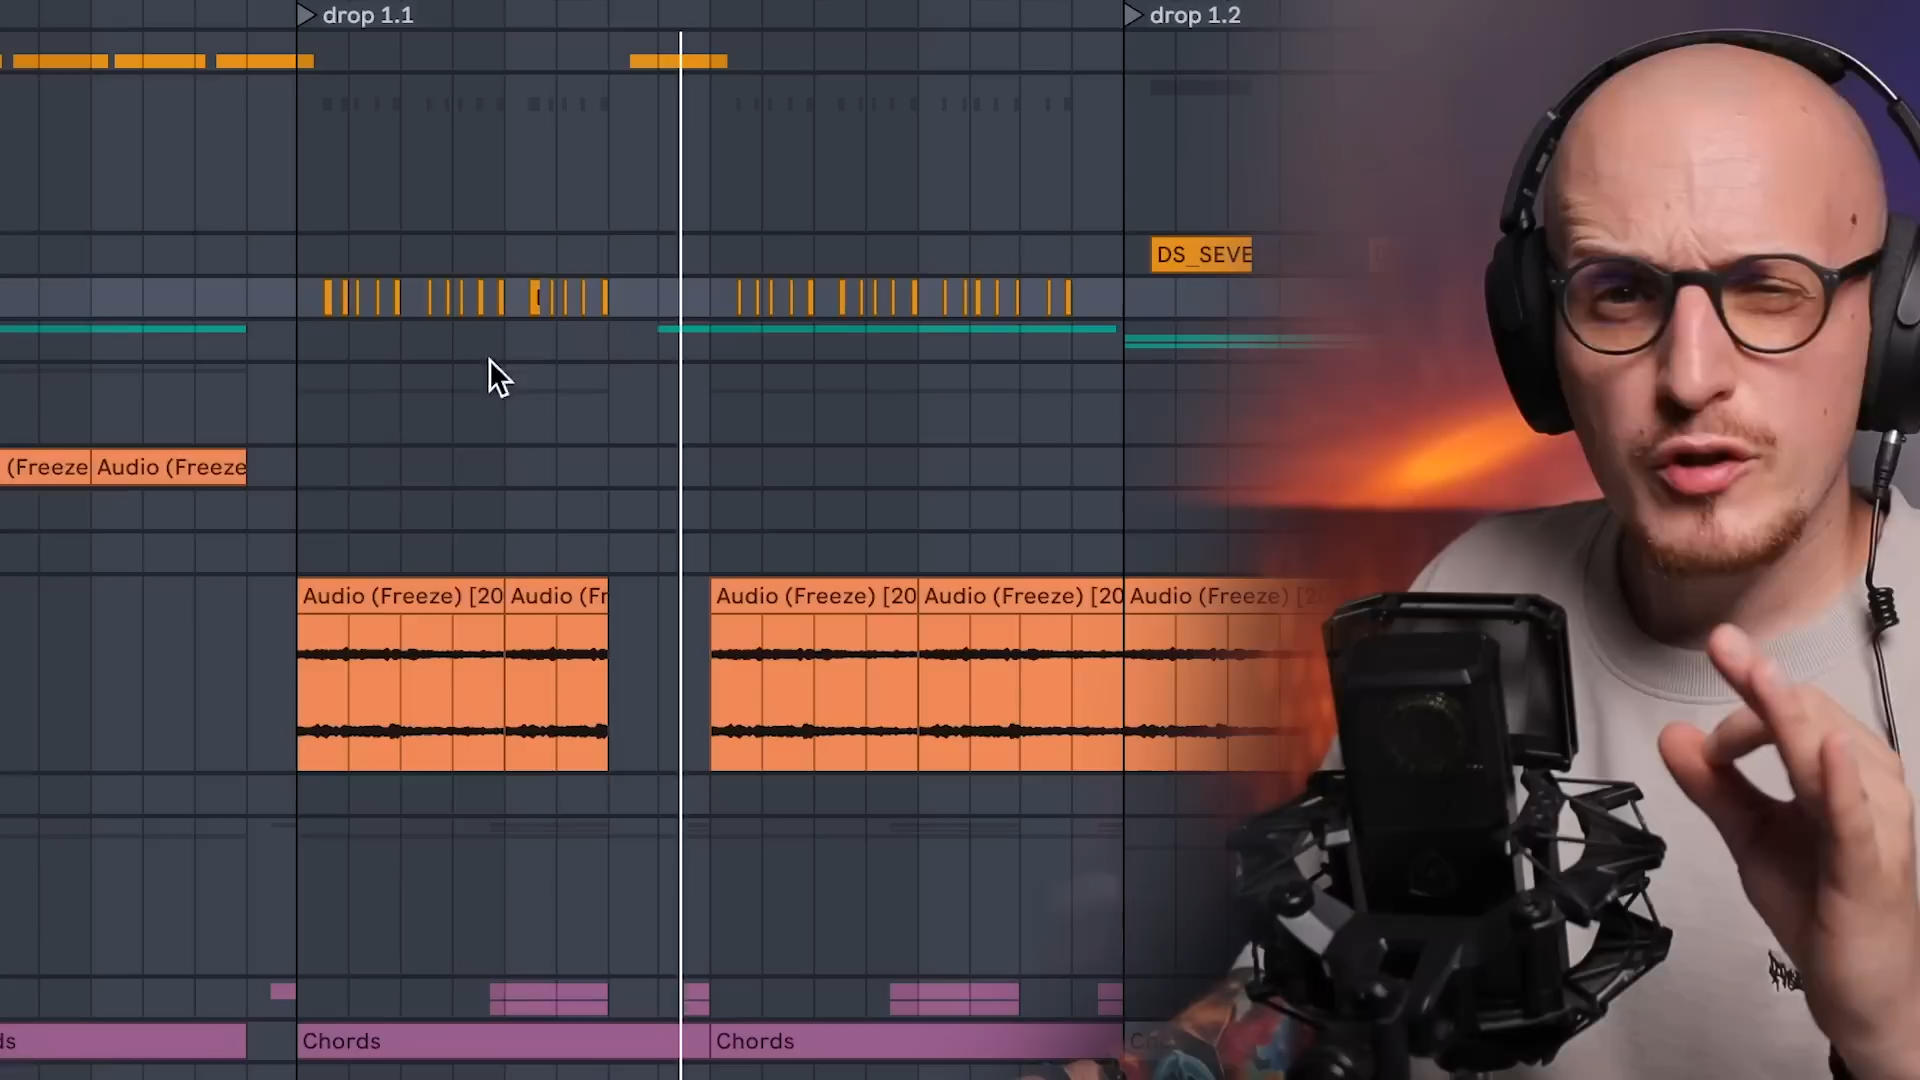 drop 1.1
drop 1.2
DS_SEVE
(Freeze
Audio (Freeze
Audio (Freeze) [20
Audio (Fr
Audio (Freeze) [20
Audio (Freeze) [20
Audio (Freeze) [2
ds
Chords
Chords